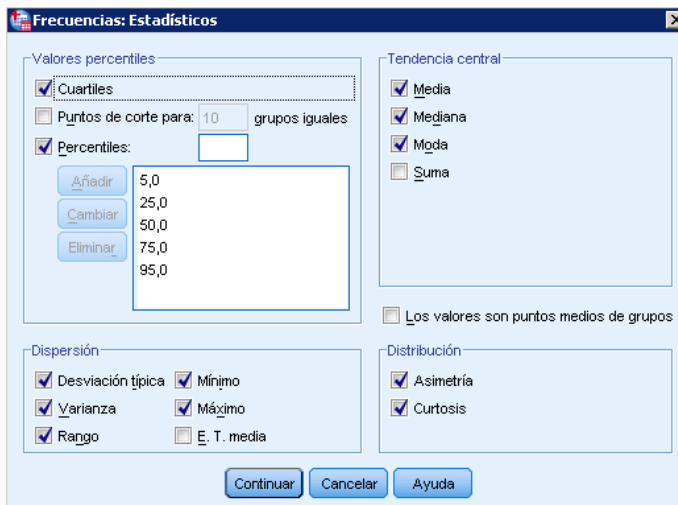 Frecuencias: Estadísticos
Valores percentiles
Cuartiles
Puntos de corte para: 10 grupos iguales
Percentiles:
Añadir
Cambiar
Eliminar
5,0
25,0
50,0
75,0
95,0
Tendencia central
Media
Mediana
Moda
Suma
Los valores son puntos medios de grupos
Dispersión
Desviación típica
Mínimo
Varianza
Máximo
Rango
E. T. media
Distribución
Asimetría
Curtosis
Continuar
Cancelar
Ayuda